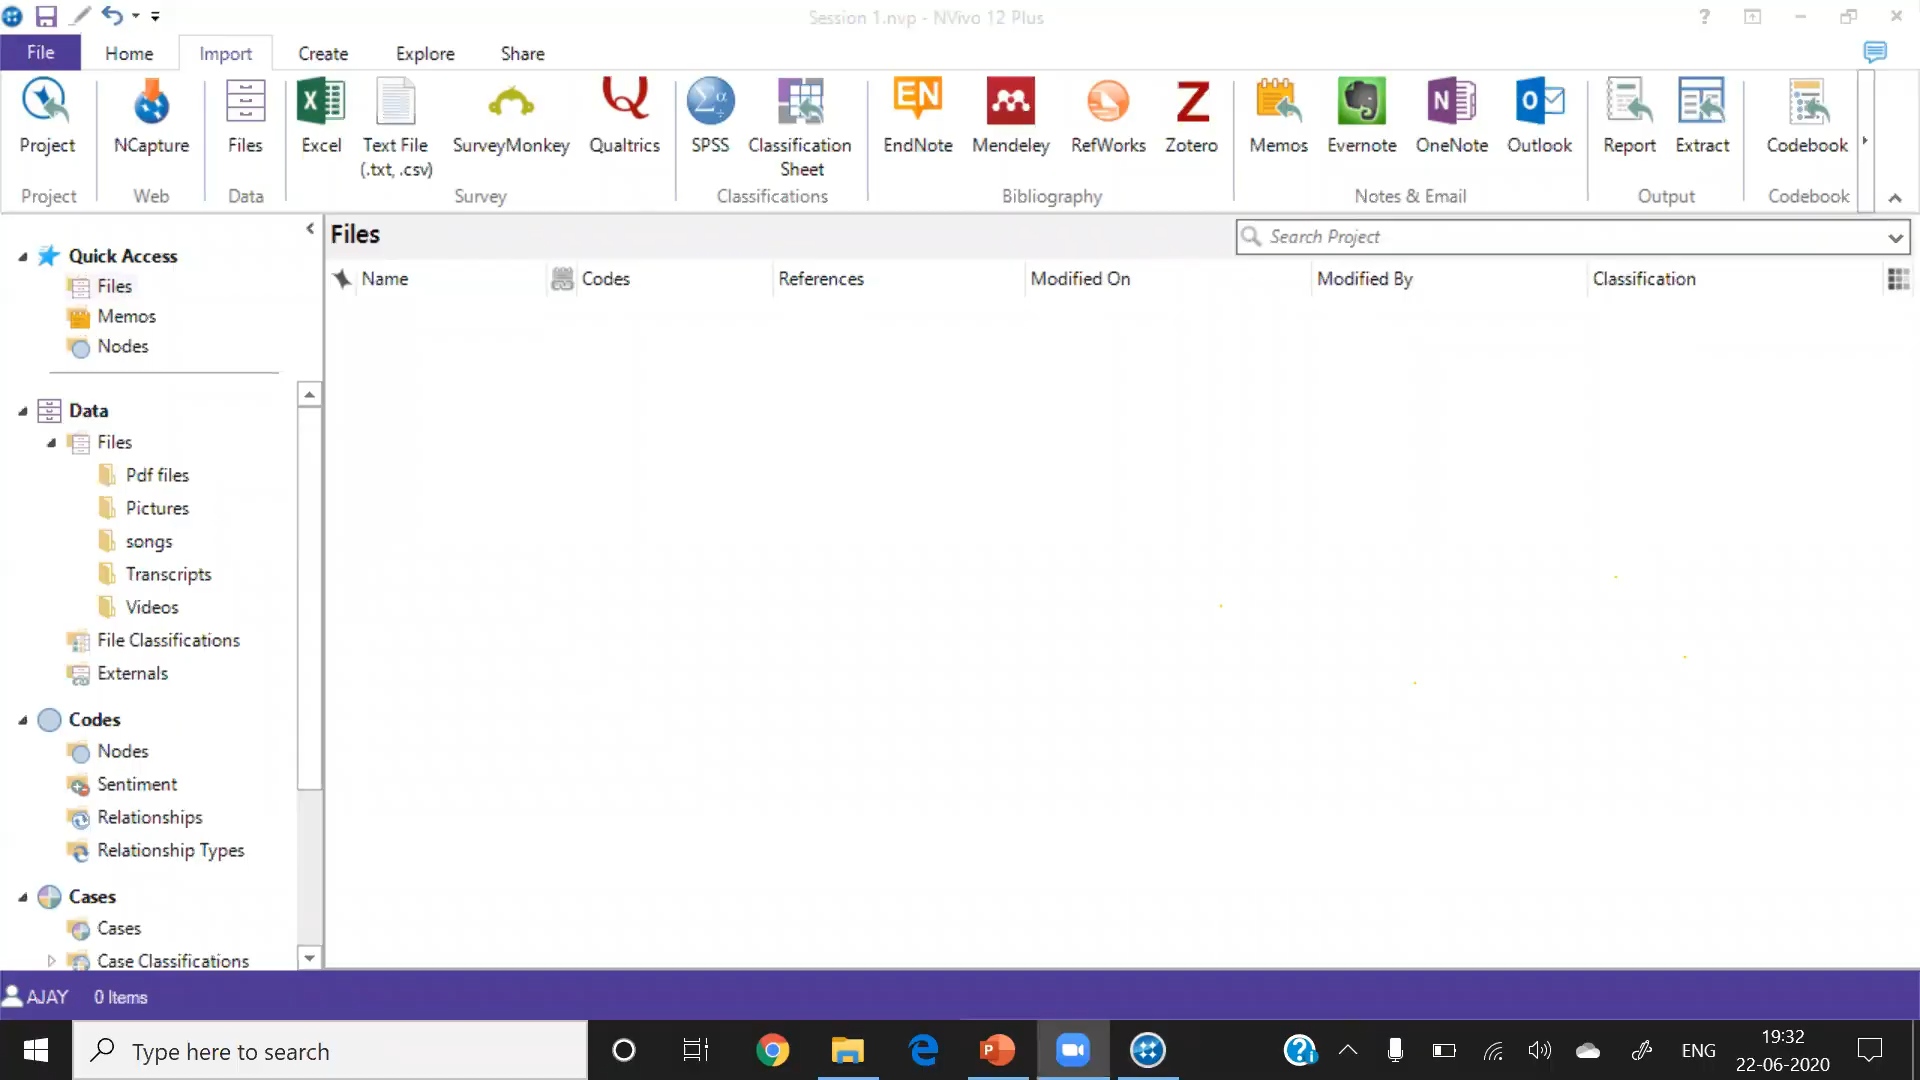 Session 1.nvp - NVivo 12 Plus
File Home Import Create Explore Share
Project NCapture Files Excel Text File (.txt, .csv) SurveyMonkey Qualtrics SPSS Classification Sheet EndNote Mendeley RefWorks Zotero Memos Evernote OneNote Outlook Report Extract Codebook
Project Web Data Survey Classifications Bibliography Notes & Email Output Codebook
Files
Search Project
Name Codes References Modified On Modified By Classification
Quick Access
Files
Memos
Nodes
Data
Files
Pdf files
Pictures
songs
Transcripts
Videos
File Classifications
Externals
Codes
Nodes
Sentiment
Relationships
Relationship Types
Cases
Cases
Case Classifications
AJAY 0 Items
Type here to search
ENG
19:32
22-06-2020